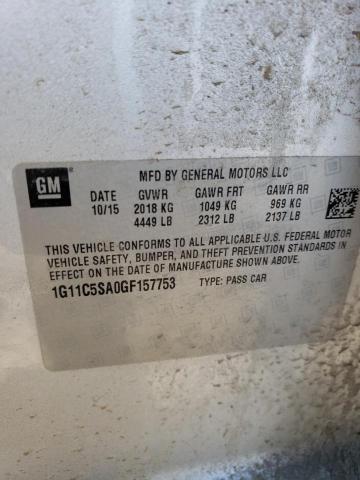 MFD BY GENERAL MOTORS LLC
GM
DATE GVWR GAWR FRT GAWR RR
10/15 2018 KG 1049 KG 969 KG
4449 LB 2312 LB 2137 LB
THIS VEHICLE CONFORMS TO ALL APPLICABLE U.S. FEDERAL MOTOR
VEHICLE SAFETY, BUMPER, AND THEFT PREVENTION STANDARDS
IN EFFECT ON THE DATE OF MANUFACTURE SHOWN ABOVE.
1G11C5SA0GF157753 TYPE: PASS CAR